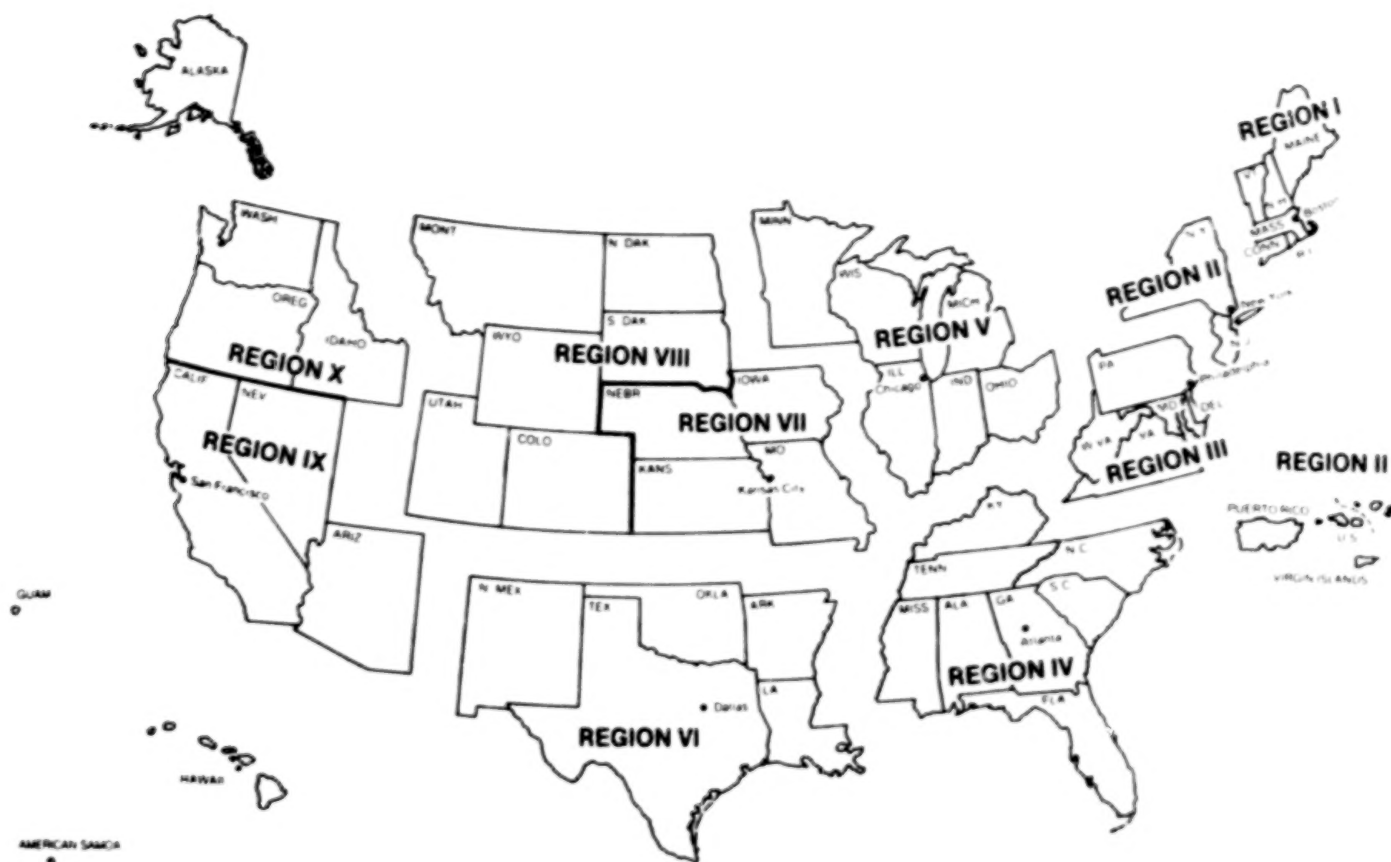 ALASKA
REGION I
MAINE
VT
N.H.
Boston
MASS
CONN
R.I.
WASH
MONT
N. DAK
MINN
N.Y.
REGION II
New York
N.J.
OREG
IDAHO
REGION X
WYO
S. DAK
REGION VIII
WIS
MICH
REGION V
PA
Philadelphia
MD
DEL
W. VA
VA
REGION III
CALIF
NEV
REGION IX
San Francisco
UTAH
COLO
NEBR
IOWA
REGION VII
KANS
MO
Kansas City
ILL
Chicago
IND
OHIO
REGION II
PUERTO RICO
U.S.
VIRGIN ISLANDS
ARIZ
KY
TENN
N.C.
S.C.
GUAM
N. MEX
TEX
OKLA
ARK
LA
Dallas
REGION VI
MISS
ALA
GA
Atlanta
REGION IV
FLA
HAWAII
AMERICAN SAMOA